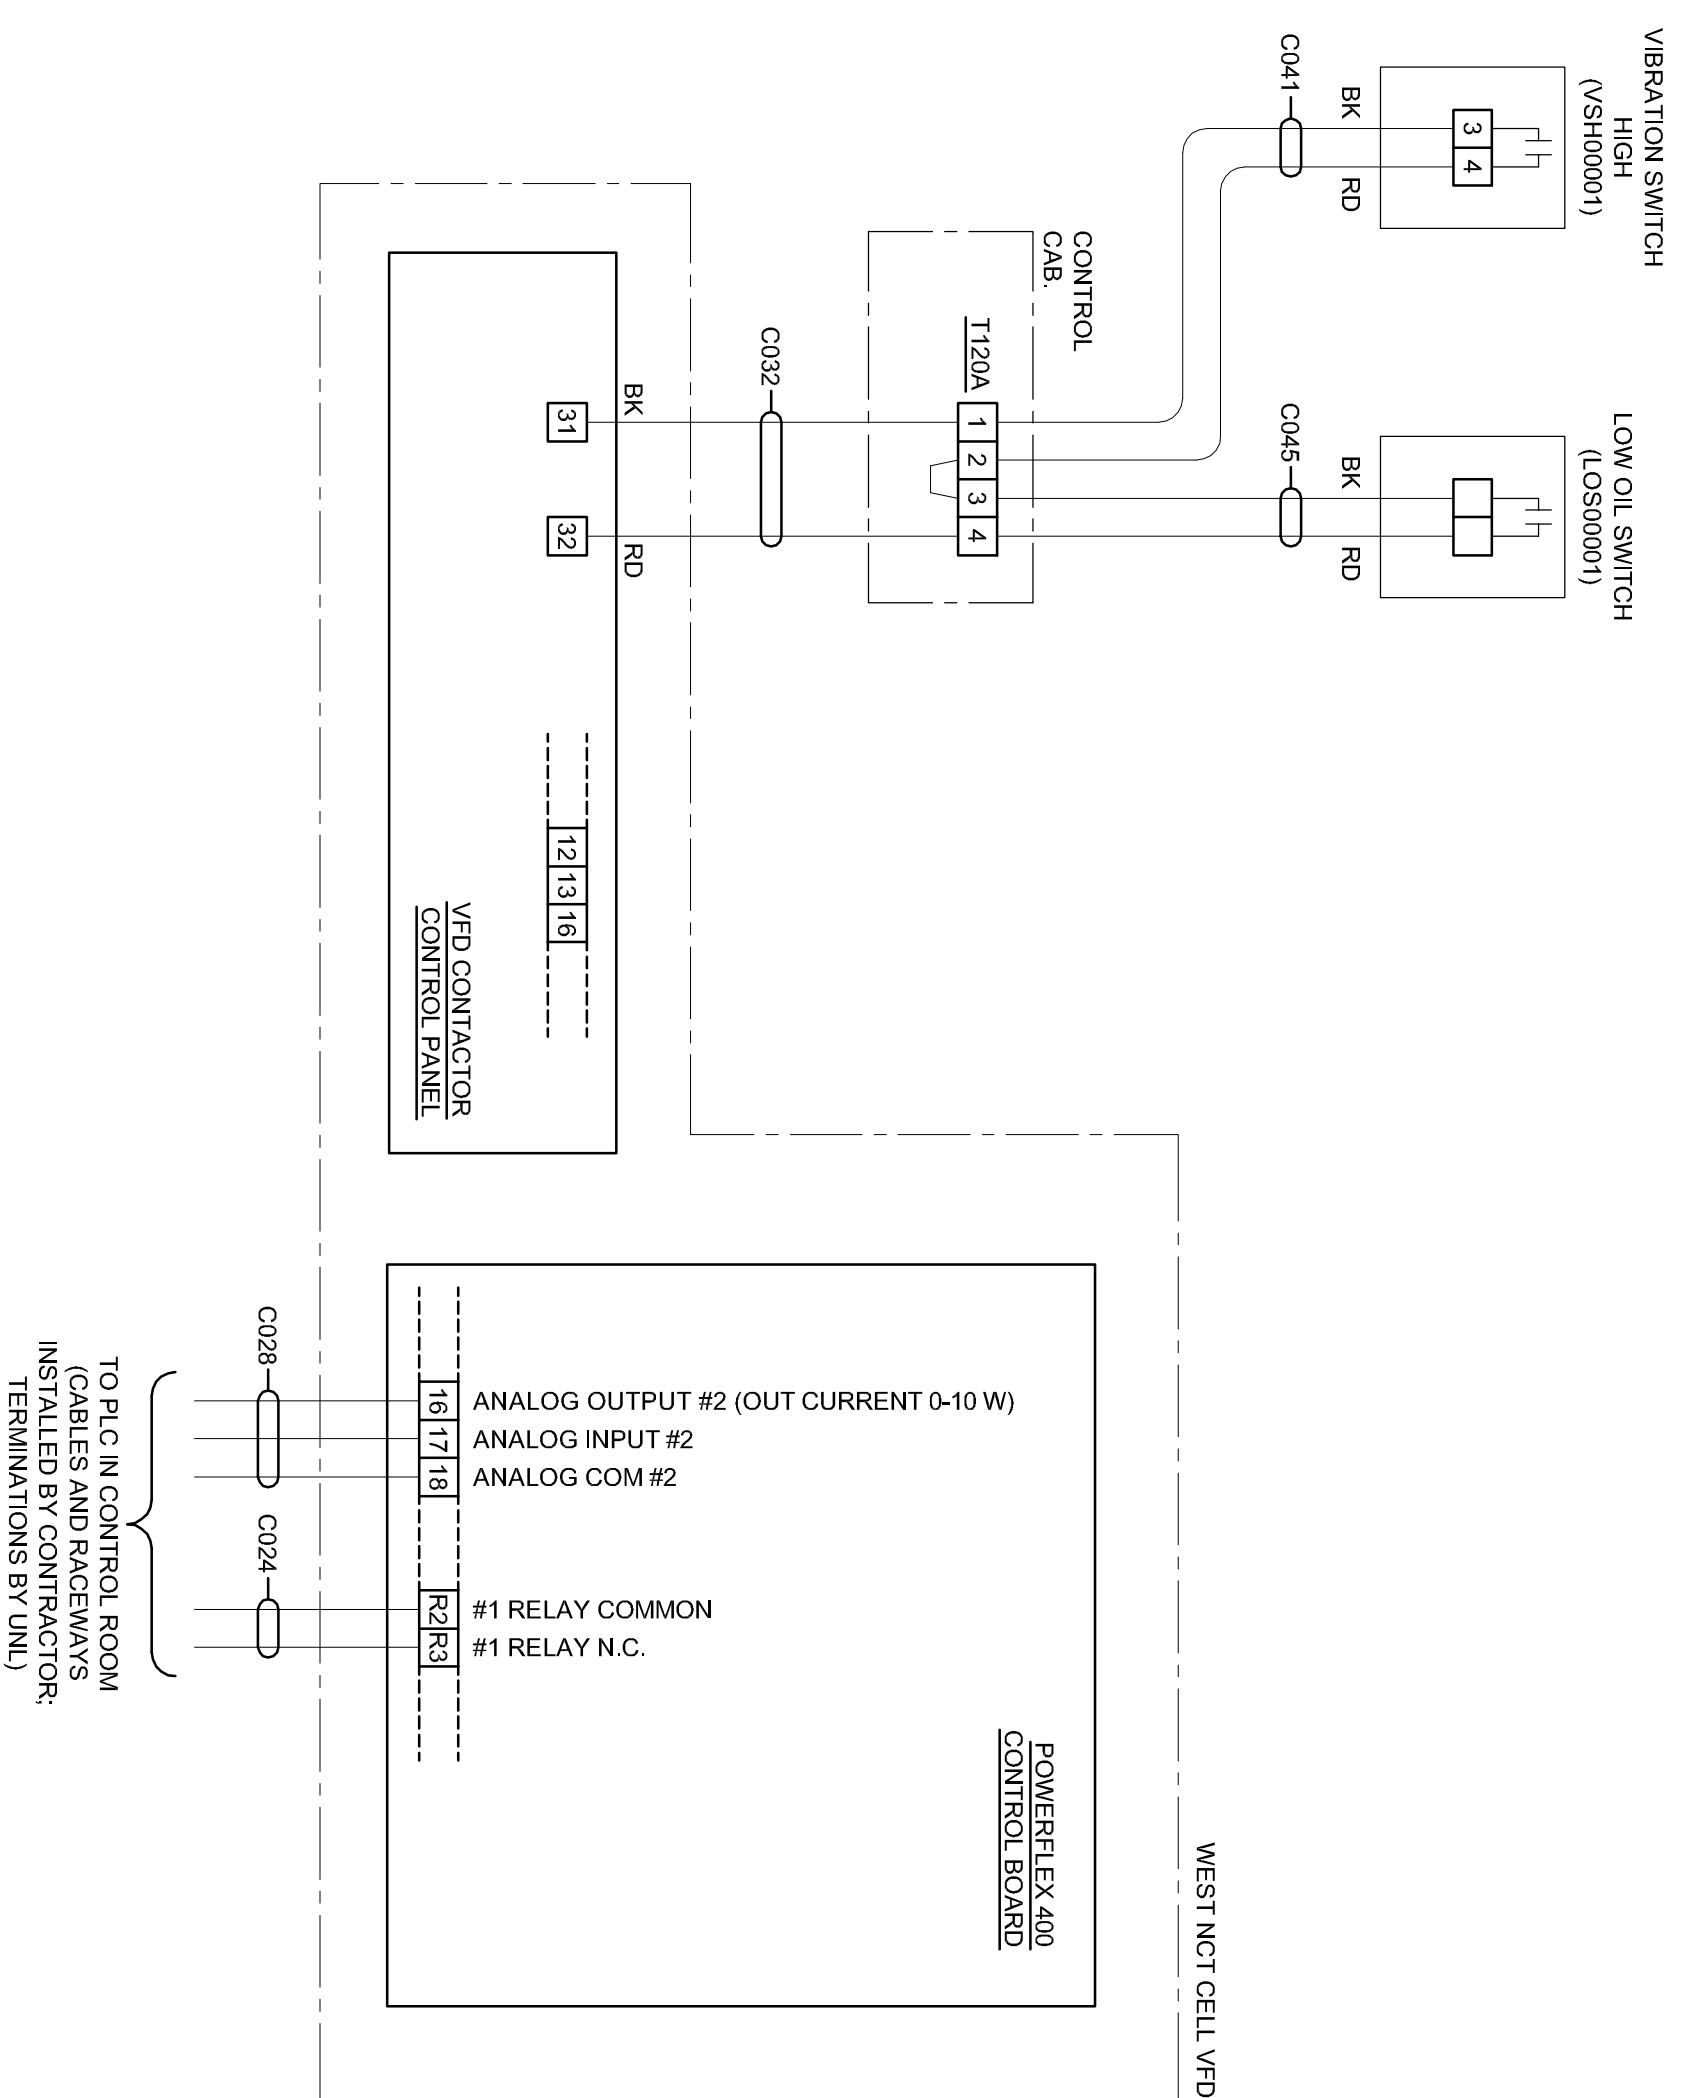 VIBRATION SWITCH
HIGH
(VSH00001)
3
4
C041
BK
RD
LOW OIL SWITCH
(LOS00001)
C045
BK
RD
CONTROL
CAB.
T120A
1
2
3
4
C032
BK
RD
31
32
12
13
16
VFD CONTACTOR
CONTROL PANEL
WEST NCT CELL VFD
POWERFLEX 400
CONTROL BOARD
16
ANALOG OUTPUT #2 (OUT CURRENT 0-10 W)
17
ANALOG INPUT #2
18
ANALOG COM #2
R2
#1 RELAY COMMON
R3
#1 RELAY N.C.
C028
C024
TO PLC IN CONTROL ROOM
(CABLES AND RACEWAYS
INSTALLED BY CONTRACTOR;
TERMINATIONS BY UNL)